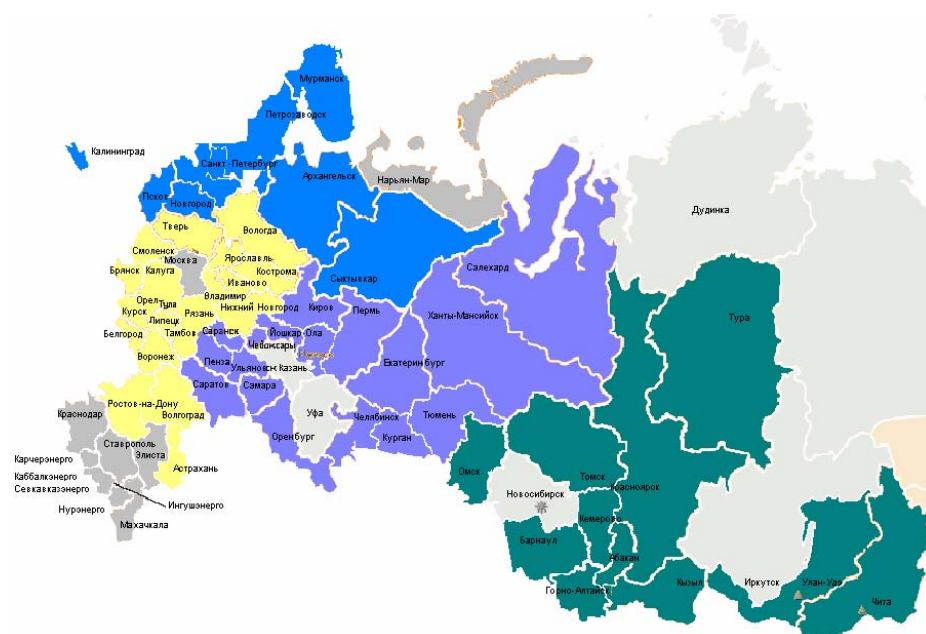 Мурманск
Петрозаводск
Калининград
Санкт-Петербург
Архангельск
Нарьян-Мар
Псков
Новгород
Дудинка
Тверь
Вологда
Смоленск
Москва
Ярославль
Салехард
Брянск
Калуга
Кострома
Иваново
Сыктывкар
Орел
Тула
Владимир
Курск
Рязань
Нижний Новгород
Киров
Пермь
Ханты-Мансийск
Тура
Липецк
Белгород
Тамбов
Саранск
Йошкар-Ола
Воронеж
Пенза
Ульяновск
Казань
Екатеринбург
Саратов
Самара
Ростов-на-Дону
Волгоград
Уфа
Челябинск
Тюмень
Краснодар
Оренбург
Курган
Ставрополь
Элиста
Карчерэнерго
Астрахань
Омск
Томск
Каббалкэнерго
Красноярск
Севкавказэнерго
Новосибирск
Ингушэнерго
Нурэнерго
Махачкала
Кемерово
Барнаул
Абакан
Горно-Алтайск
Кызыл
Иркутск
Улан-Удэ
Чита